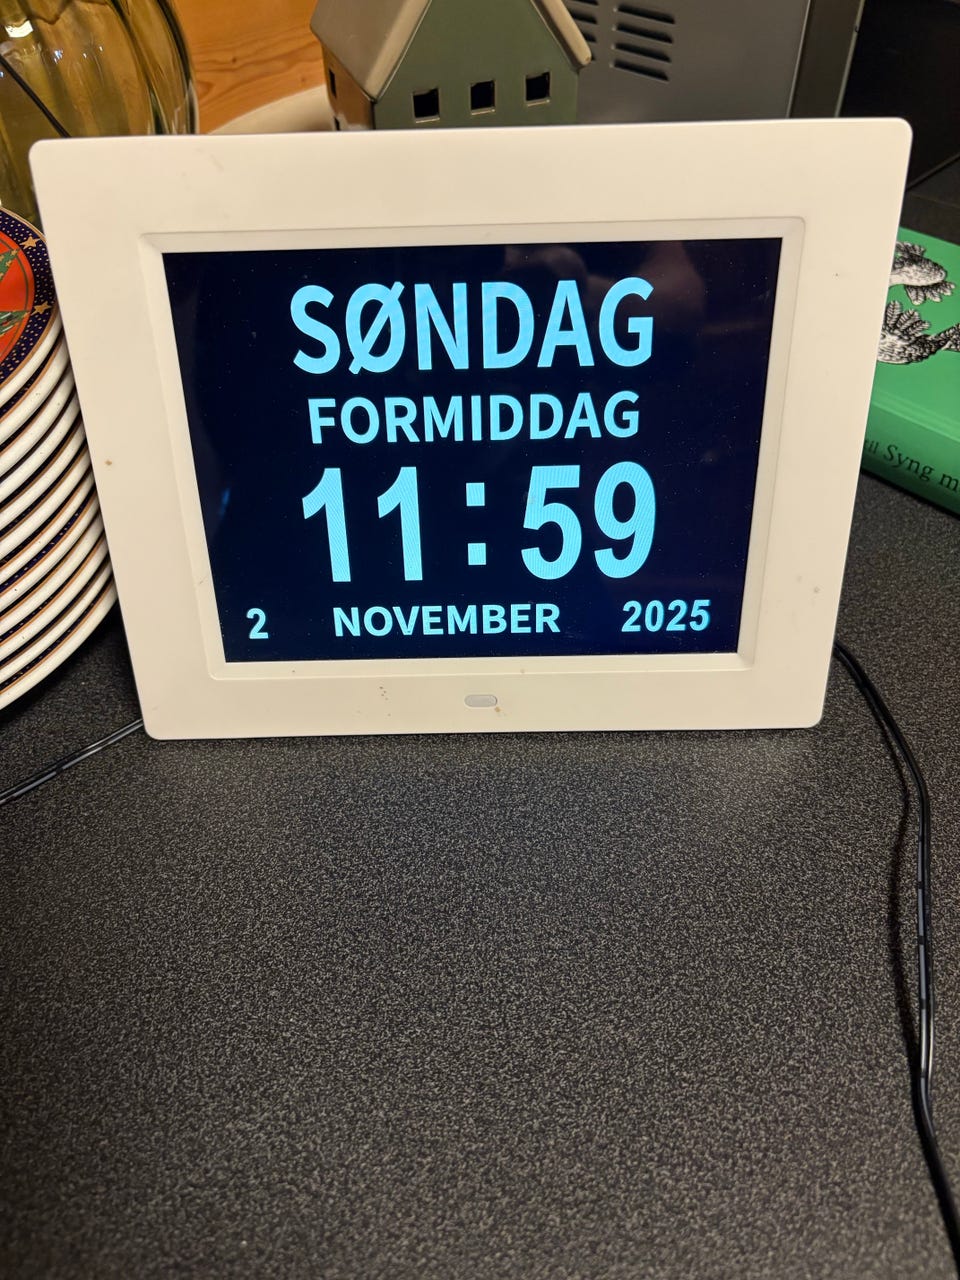 SØNDAG
FORMIDDAG
11:59
2 NOVEMBER 2025
Syng